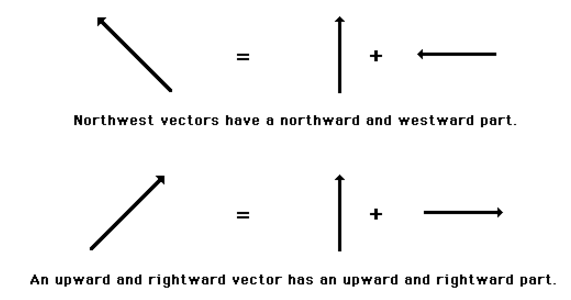 = +
Northwest vectors have a northward and westward part.
= +
An upward and rightward vector has an upward and rightward part.